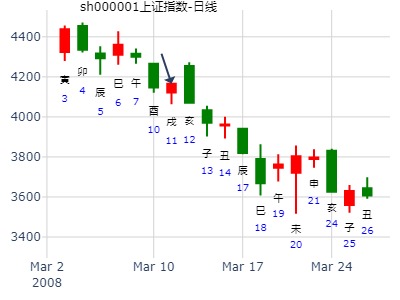 sh000001上证指数-日线
4400
4200
4000
3800
3600
3400
寅
3
卯
4
辰
5
巳
6
午
7
酉
10
戌
11
亥
12
子
13
丑
14
辰
17
巳
18
午
19
未
20
申
21
亥
24
子
25
丑
26
Mar 2
2008
Mar 10
Mar 17
Mar 24